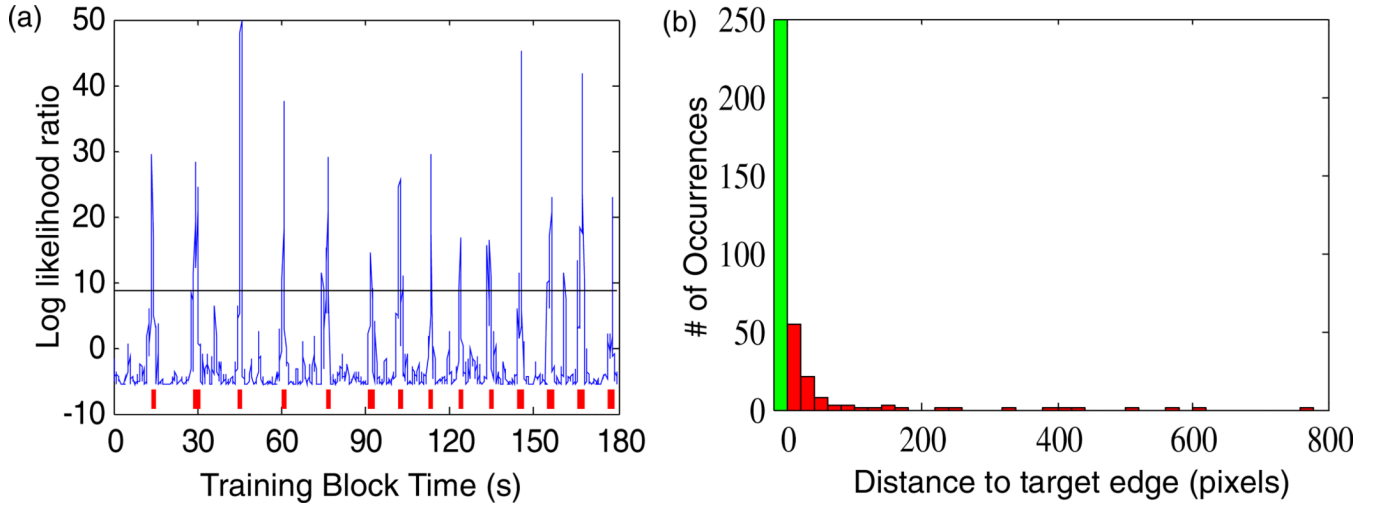 (a)
50
40
30
20
10
0
-10
Log likelihood ratio
0 30 60 90 120 150 180
Training Block Time (s)
(b)
250
200
150
100
50
0
# of Occurrences
0 200 400 600 800
Distance to target edge (pixels)